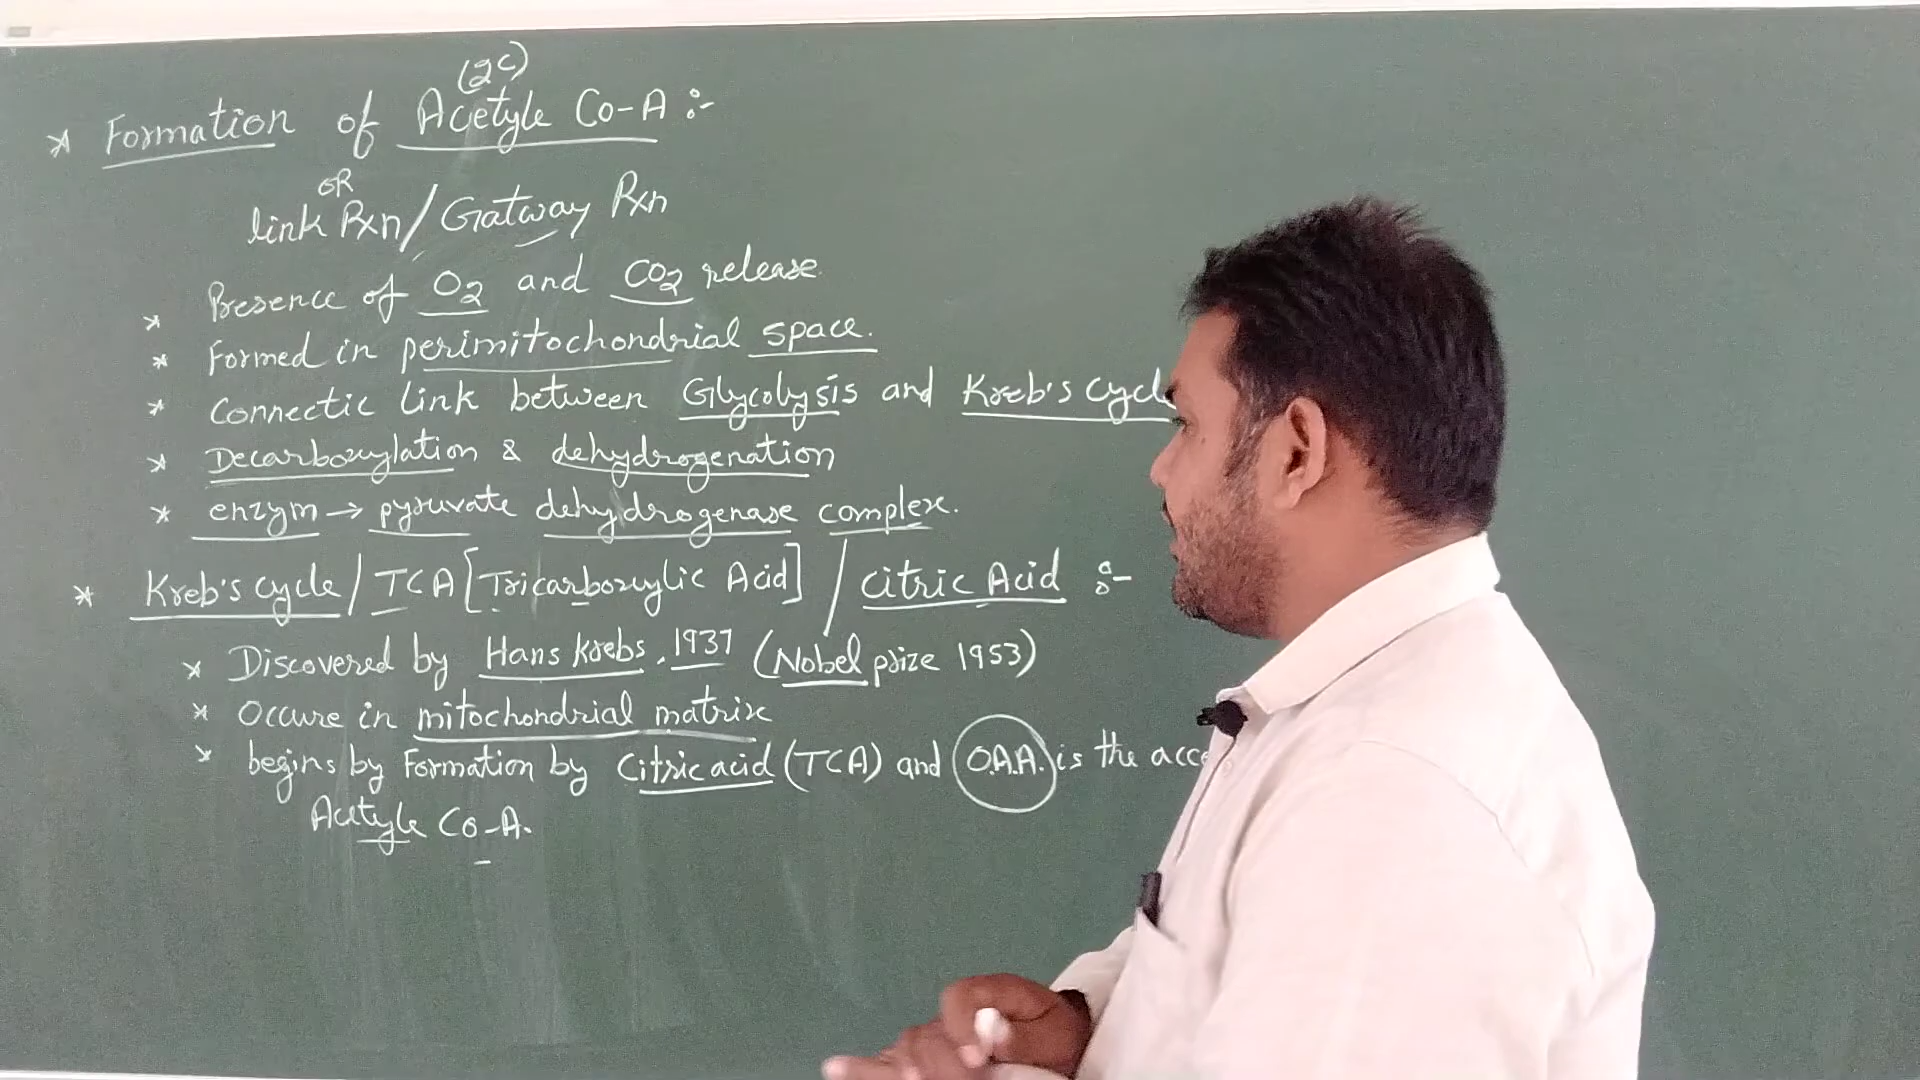 (2C)
* Formation of Acetyle Co-A :-
OR
link Rxn / Gatway Rxn
* Presence of O2 and CO2 release
* Formed in perimitochondrial space.
* Connectic link between Glycolysis and Kreb's cycle
* Decarboxylation & dehydrogenation
* enzym → pyruvate dehydrogenase complex.
* Kreb's cycle / TCA [Tricarboxylic Acid] / Citric Acid :-
* Discovered by Hans Krebs, 1937 (Nobel prize 1953)
* Occure in mitochondrial matrix
* begins by Formation by Citric acid (TCA) and O.A.A. is the acce
Acetyle Co-A.